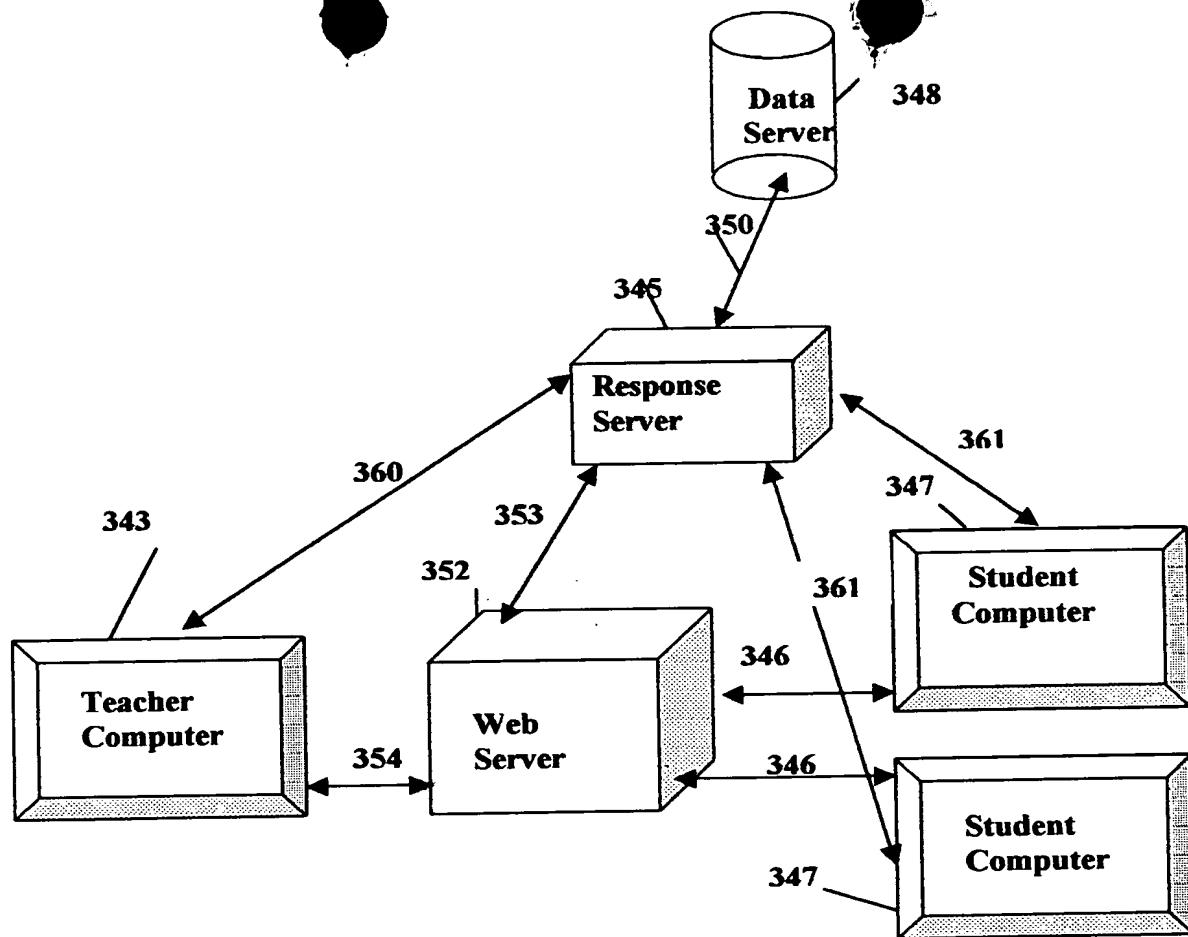 Data
Server
348
350
345
Response
Server
361
360
347
343
353
352
361
Student
Computer
346
Teacher
Computer
Web
Server
354
346
Student
Computer
347